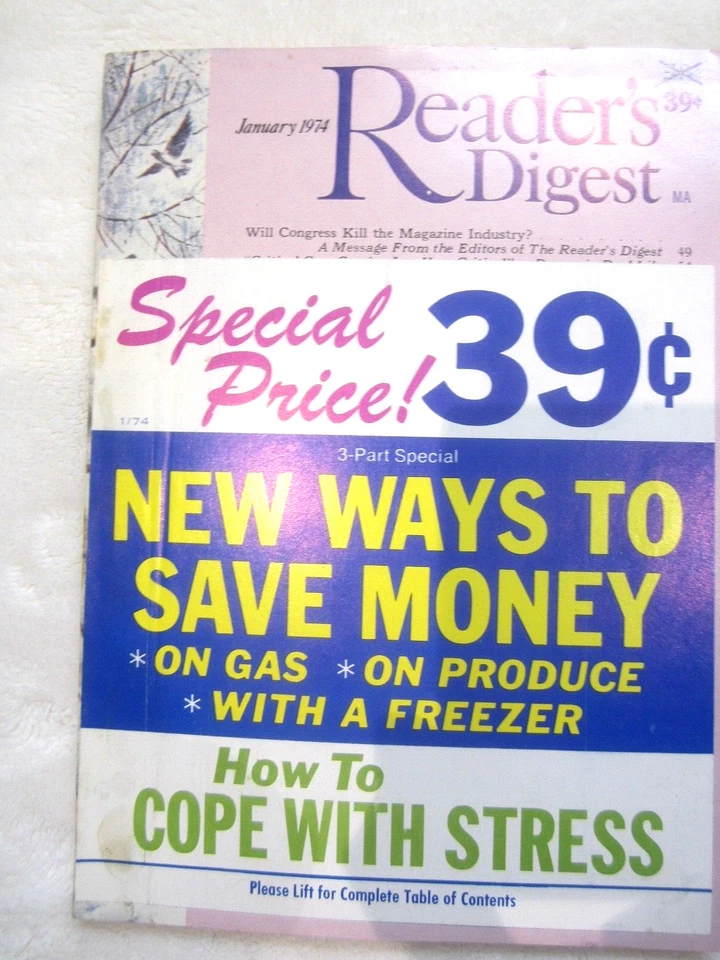 January 1974
Reader's
39¢
Digest
MA
Will Congress Kill the Magazine Industry?
A Message From the Editors of The Reader's Digest 49
Special
Price!
39¢
1/74
3-Part Special
NEW WAYS TO
SAVE MONEY
*ON GAS *ON PRODUCE
*WITH A FREEZER
How To
COPE WITH STRESS
Please Lift for Complete Table of Contents